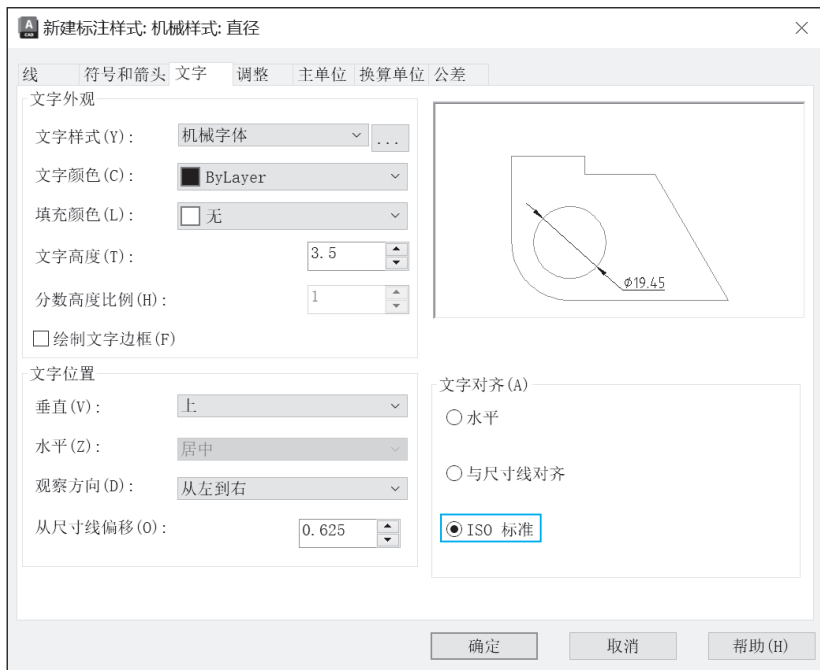 A
CAD
新建标注样式: 机械样式: 直径
线 符号和箭头 文字 调整 主单位 换算单位 公差
文字外观
文字样式(Y): 机械字体 ...
文字颜色(C): ByLayer
填充颜色(L): 无
文字高度(T): 3.5
分数高度比例(H): 1
绘制文字边框(F)
文字位置
垂直(V): 上
水平(Z): 居中
观察方向(D): 从左到右
从尺寸线偏移(O): 0.625
φ19.45
文字对齐(A)
水平
与尺寸线对齐
ISO 标准
确定 取消 帮助(H)